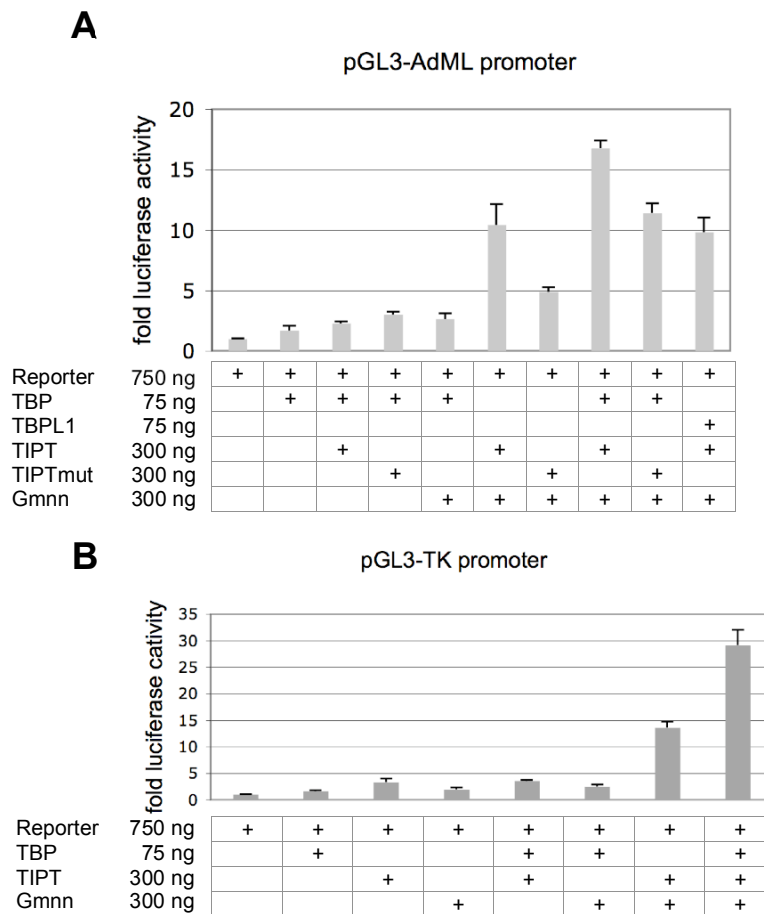 A
pGL3-AdML promoter
fold luciferase activity
20
15
10
5
0
Reporter 750 ng + + + + + + + + + +
TBP 75 ng + + + + + +
TBPL1 75 ng +
TIPT 300 ng + + + +
TIPTmut 300 ng + + +
Gmnn 300 ng + + + + + +
B
pGL3-TK promoter
fold luciferase cativity
35
30
25
20
15
10
5
0
Reporter 750 ng + + + + + + + +
TBP 75 ng + + + +
TIPT 300 ng + + + +
Gmnn 300 ng + + + +